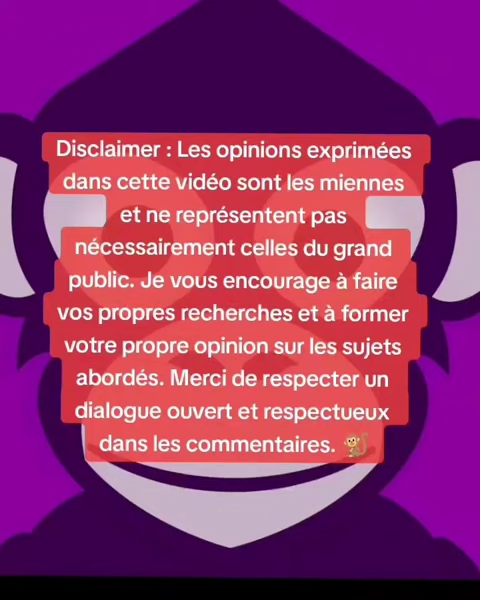 Disclaimer : Les opinions exprimées
dans cette vidéo sont les miennes
et ne représentent pas
nécessairement celles du grand
public. Je vous encourage à faire
vos propres recherches et à former
votre propre opinion sur les sujets
abordés. Merci de respecter un
dialogue ouvert et respectueux
dans les commentaires. 🐒